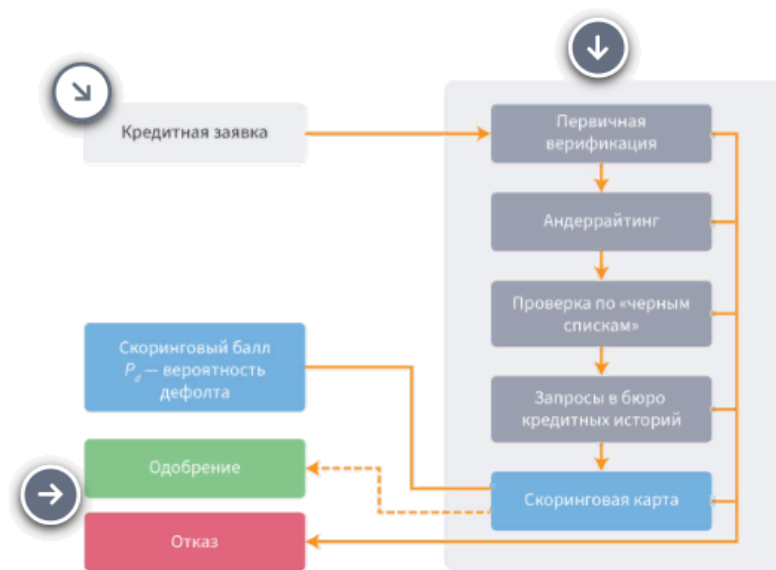 Кредитная заявка
Первичная
верификация
Андеррайтинг
Проверка по «черным
спискам»
Запросы в бюро
кредитных историй
Скоринговая карта
Скоринговый балл
P_d — вероятность
дефолта
Одобрение
Отказ